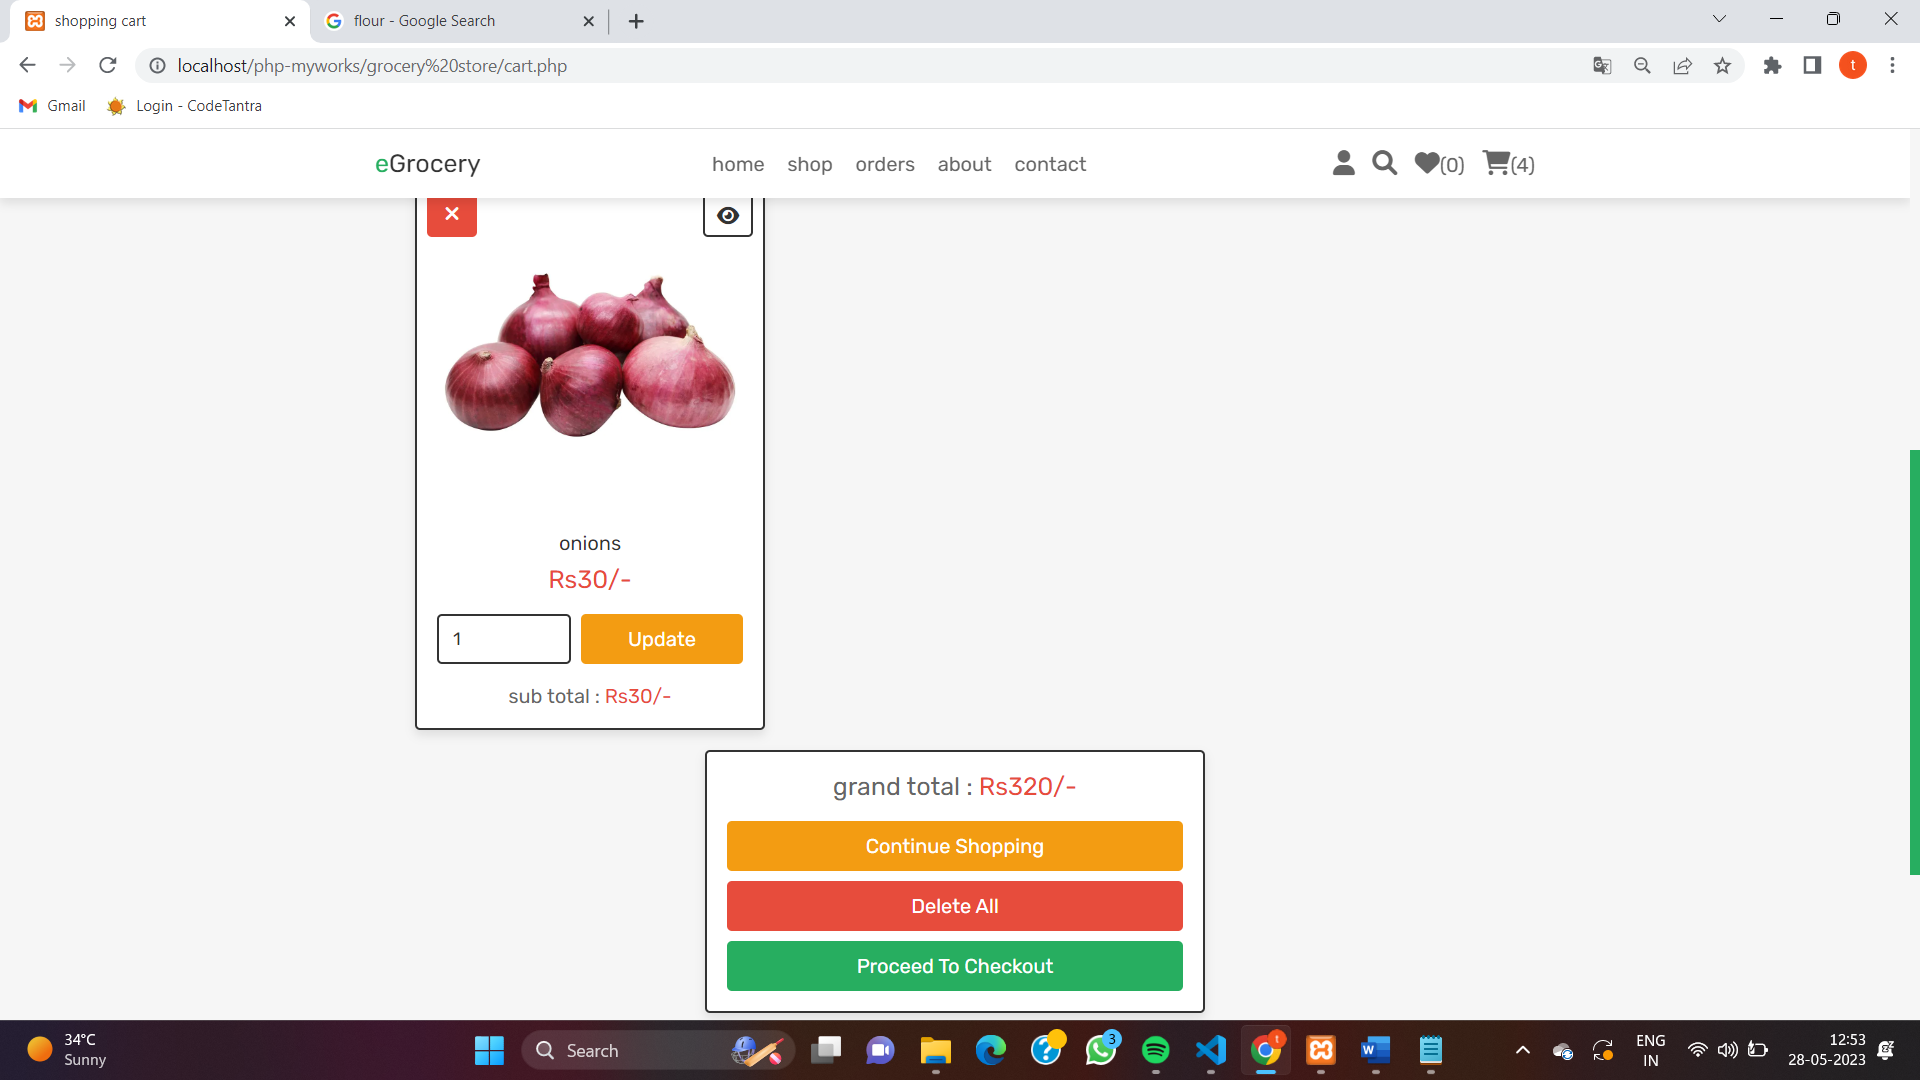 shopping cart
flour - Google Search
localhost/php-myworks/grocery%20store/cart.php
t
Gmail
Login - CodeTantra
eGrocery
home
shop
orders
about
contact
(0)
(4)
onions
Rs30/-
1
Update
sub total : Rs30/-
grand total : Rs320/-
Continue Shopping
Delete All
Proceed To Checkout
34°C
Sunny
Search
3
t
ENG
IN
12:53
28-05-2023